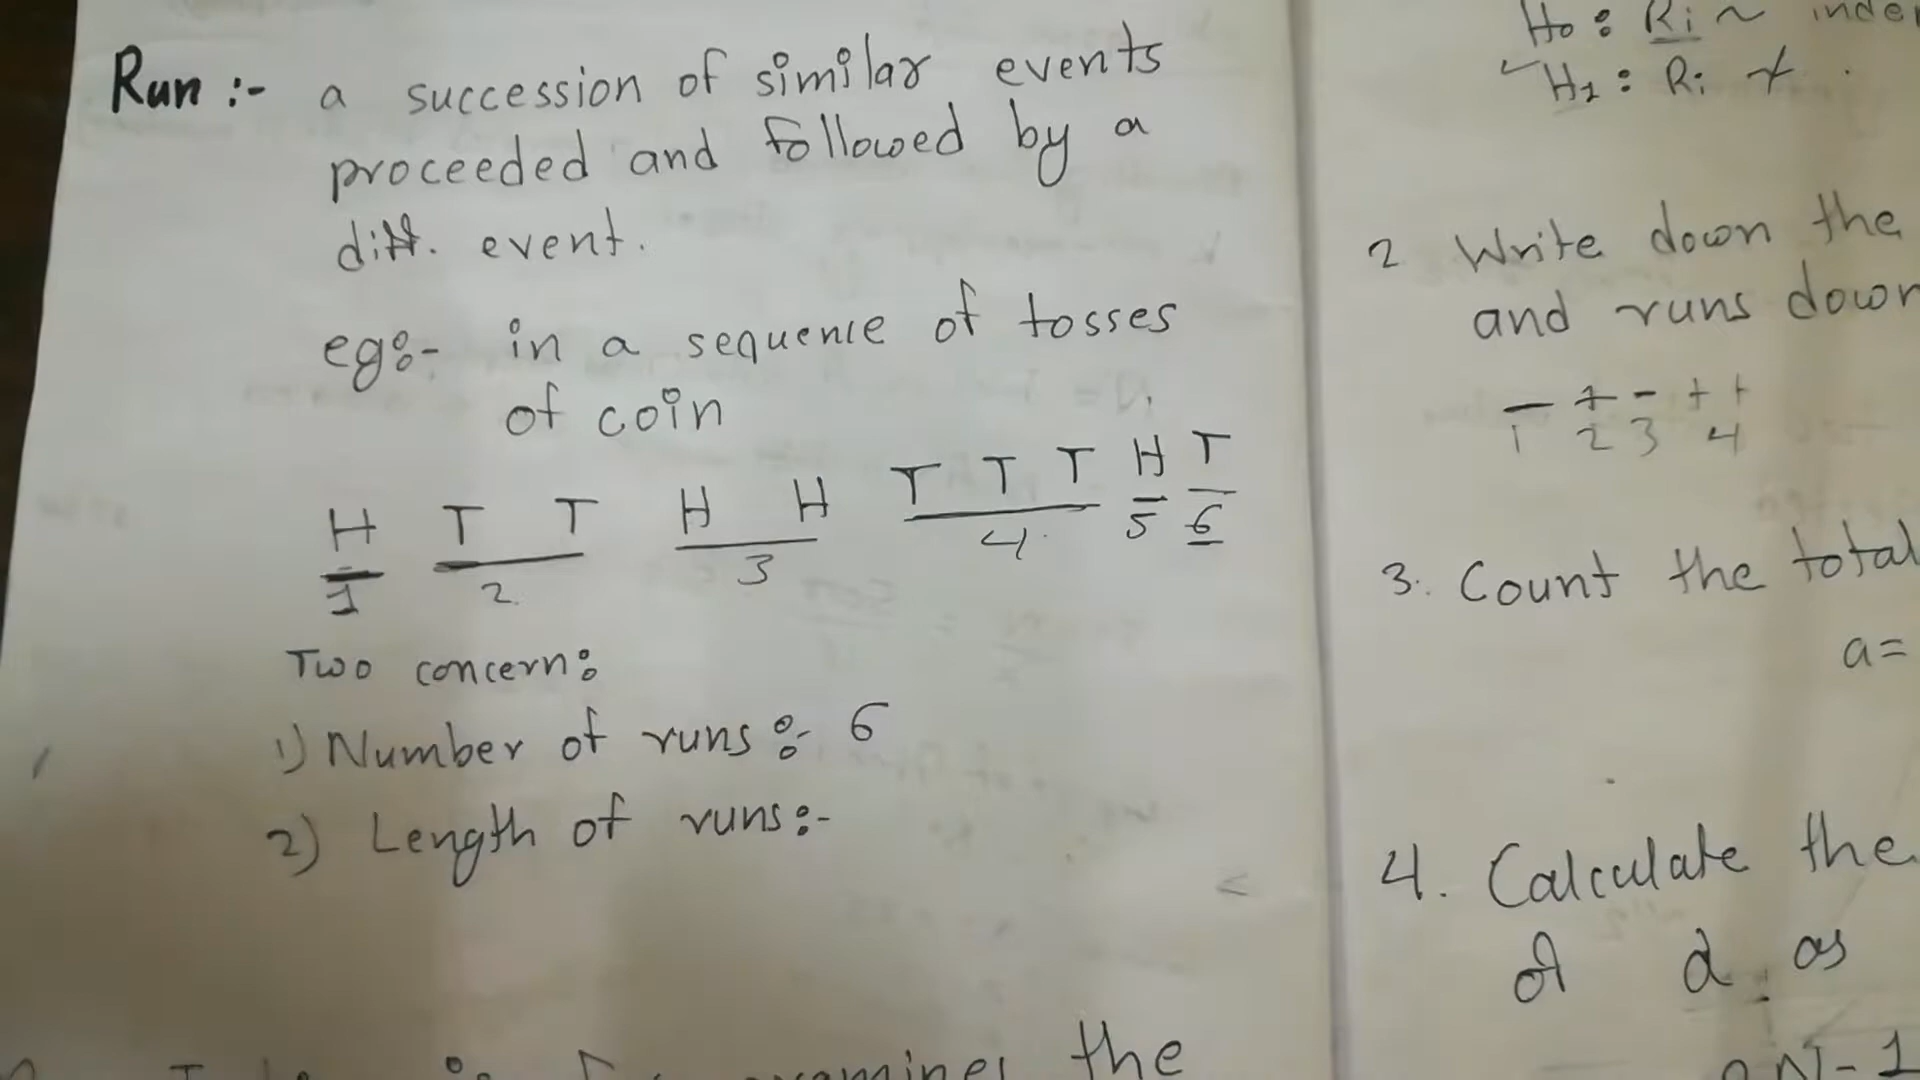 Run :- a succession of similar events
proceeded and followed by a
diff. event.
eg:- in a sequence of tosses
of coin
H T T H H T T T H T
1 2 3 4 5 6
Two concern:
1) Number of runs :- 6
2) Length of runs :-
the
H0 : Ri ~
H1 : Ri ≁
2 Write down the
and runs down
- + - + +
1 2 3 4
3. Count the total
a=
4. Calculate the
of as
N-1